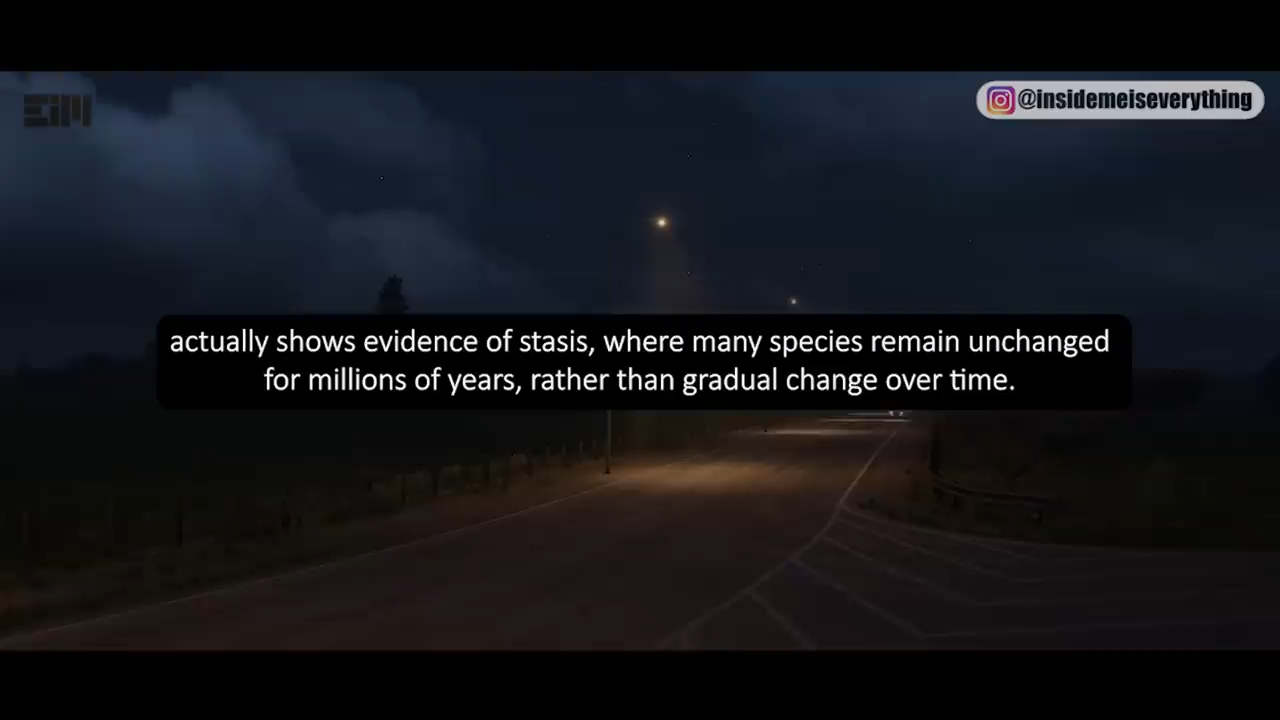 EiM
@insidemeiseverything
actually shows evidence of stasis, where many species remain unchanged
for millions of years, rather than gradual change over time.